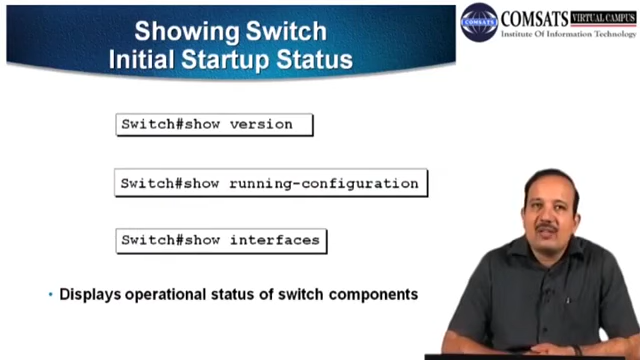 Showing Switch
Initial Startup Status
COMSATS VIRTUAL CAMPUS
Institute Of Information Technology
Switch#show version
Switch#show running-configuration
Switch#show interfaces
• Displays operational status of switch components